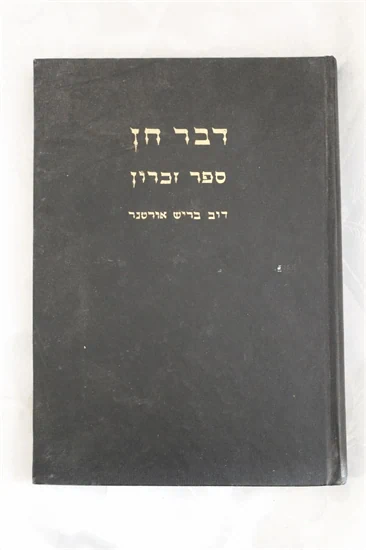 דבר חן
ספר זכרון
דוב בריש אורטנר